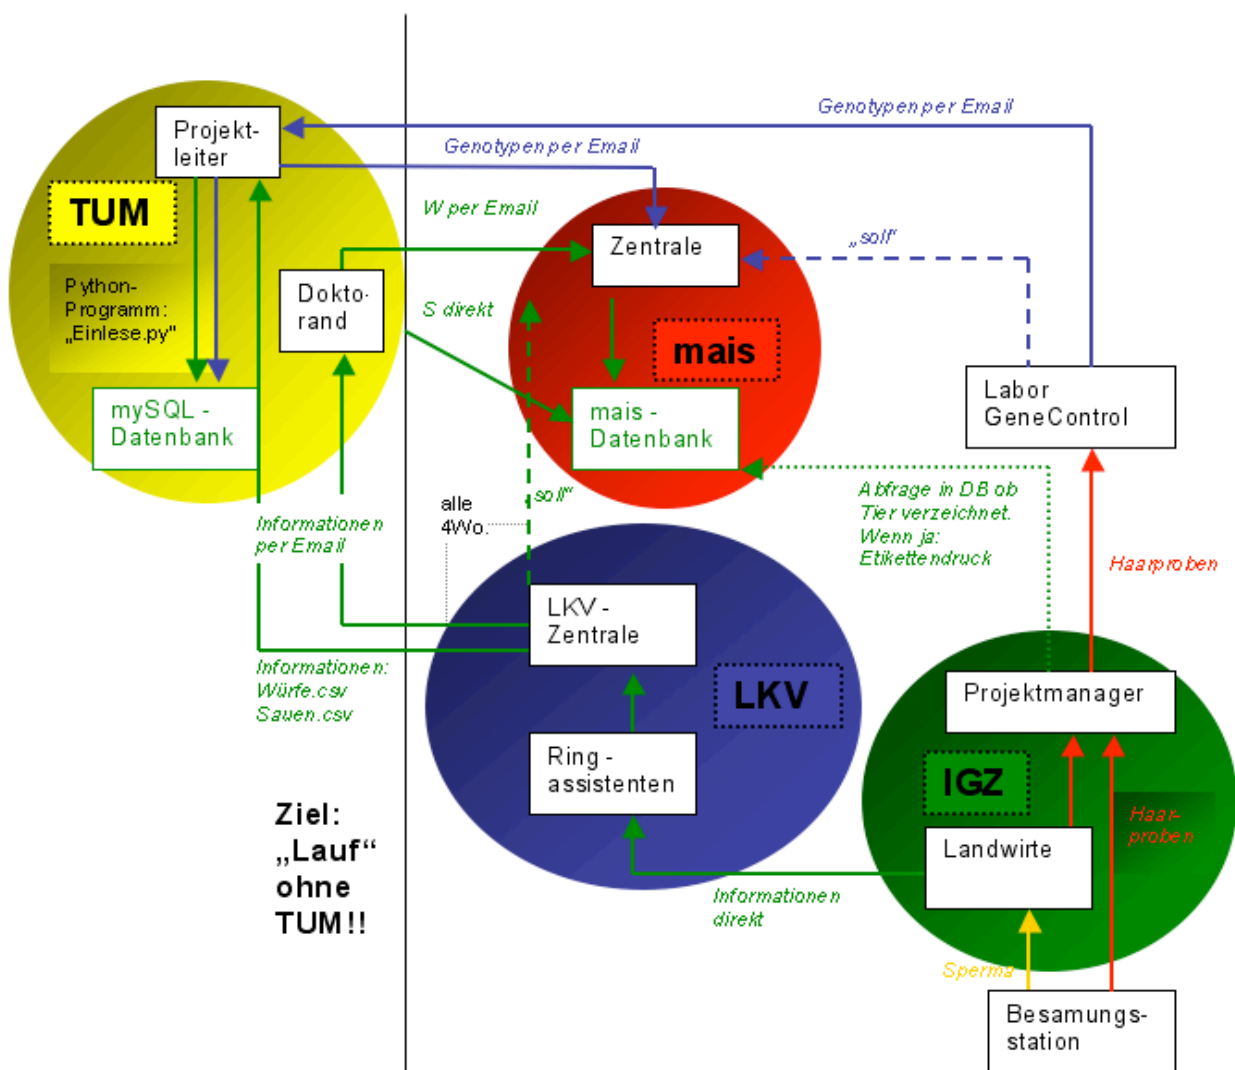 Genotypen per Email
Projekt-
leiter
Genotypen per Email
TUM
W per Email
Zentrale
„soll“
Python-
Programm:
„Einlese.py“
Dokto-
rand
S direkt
mais
mySQL -
Datenbank
mais -
Datenbank
Labor
GeneControl
„soll“
alle
4Wo.
Informationen
per Email
Abfrage in DB ob
Tier verzeichnet.
Wenn ja:
Etikettendruck
Haarproben
LKV -
Zentrale
Informationen:
Würfe.csv
Sauen.csv
LKV
Projektmanager
Ring -
assistenten
IGZ
Haar-
proben
Ziel:
„Lauf“
ohne
TUM!!
Landwirte
Informationen
direkt
Sperma
Besamungs-
station